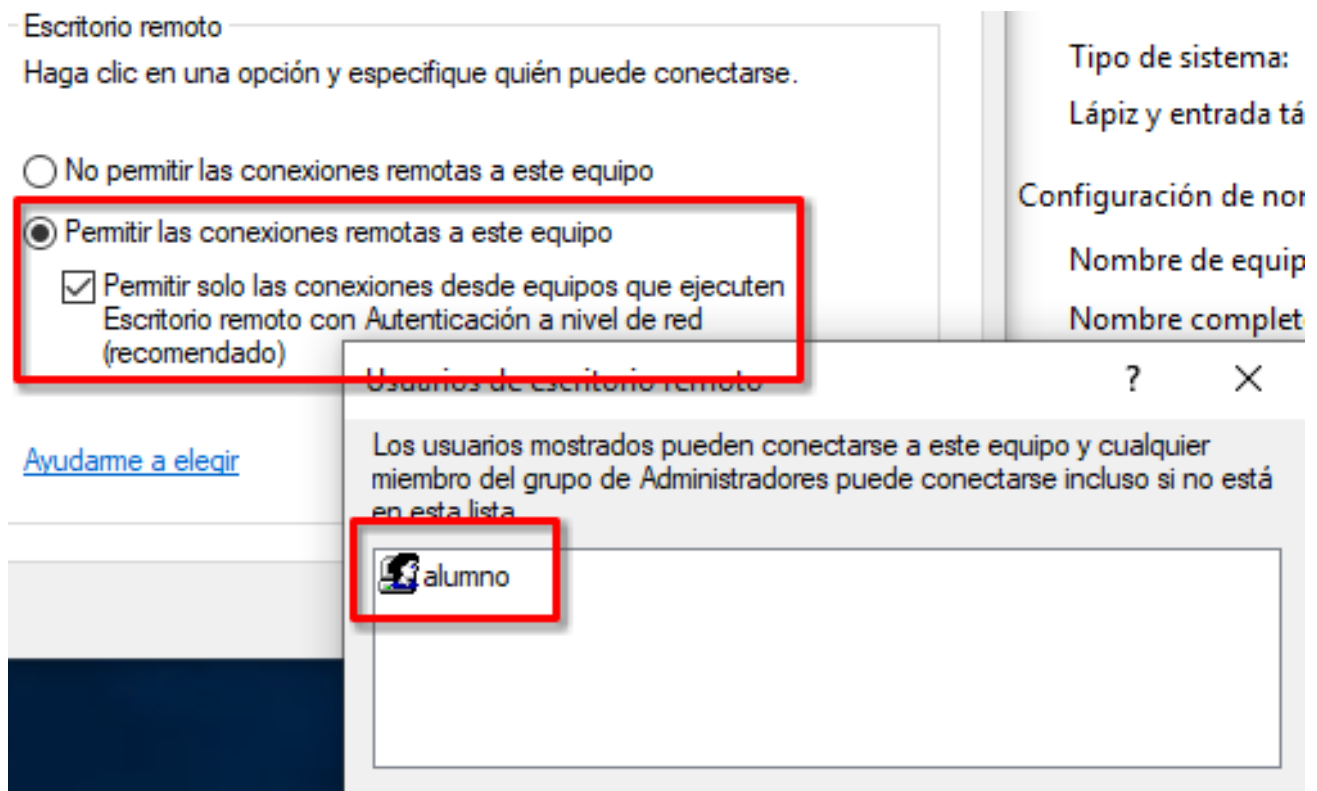 Escritorio remoto
Haga clic en una opción y especifique quién puede conectarse.
No permitir las conexiones remotas a este equipo
Permitir las conexiones remotas a este equipo
Permitir solo las conexiones desde equipos que ejecuten
Escritorio remoto con Autenticación a nivel de red
(recomendado)
Ayudarme a elegir
Tipo de sistema:
Lápiz y entrada tá
Configuración de nor
Nombre de equip
Nombre complet
Usuarios de escritorio remoto ?
Los usuarios mostrados pueden conectarse a este equipo y cualquier
miembro del grupo de Administradores puede conectarse incluso si no está
en esta lista.
alumno